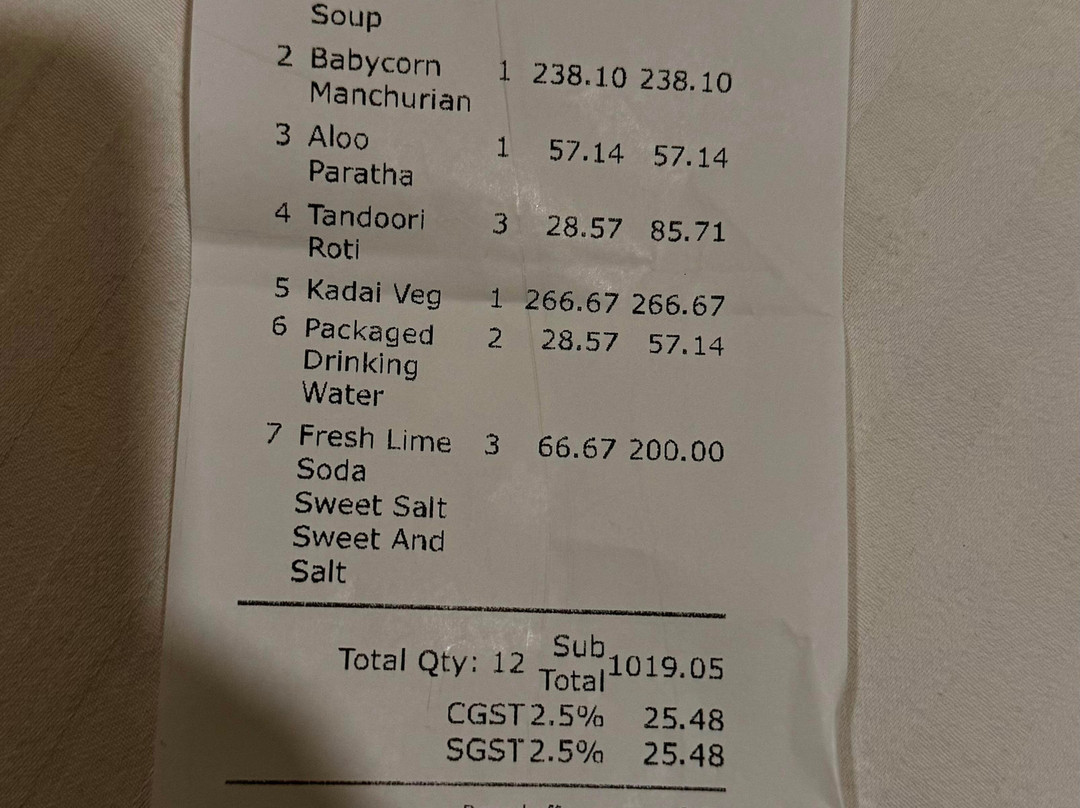 Soup
2 Babycorn 1 238.10 238.10
Manchurian
3 Aloo 1 57.14 57.14
Paratha
4 Tandoori 3 28.57 85.71
Roti
5 Kadai Veg 1 266.67 266.67
6 Packaged 2 28.57 57.14
Drinking
Water
7 Fresh Lime 3 66.67 200.00
Soda
Sweet Salt
Sweet And
Salt
Total Qty: 12 Sub
Total 1019.05
CGST 2.5% 25.48
SGST 2.5% 25.48